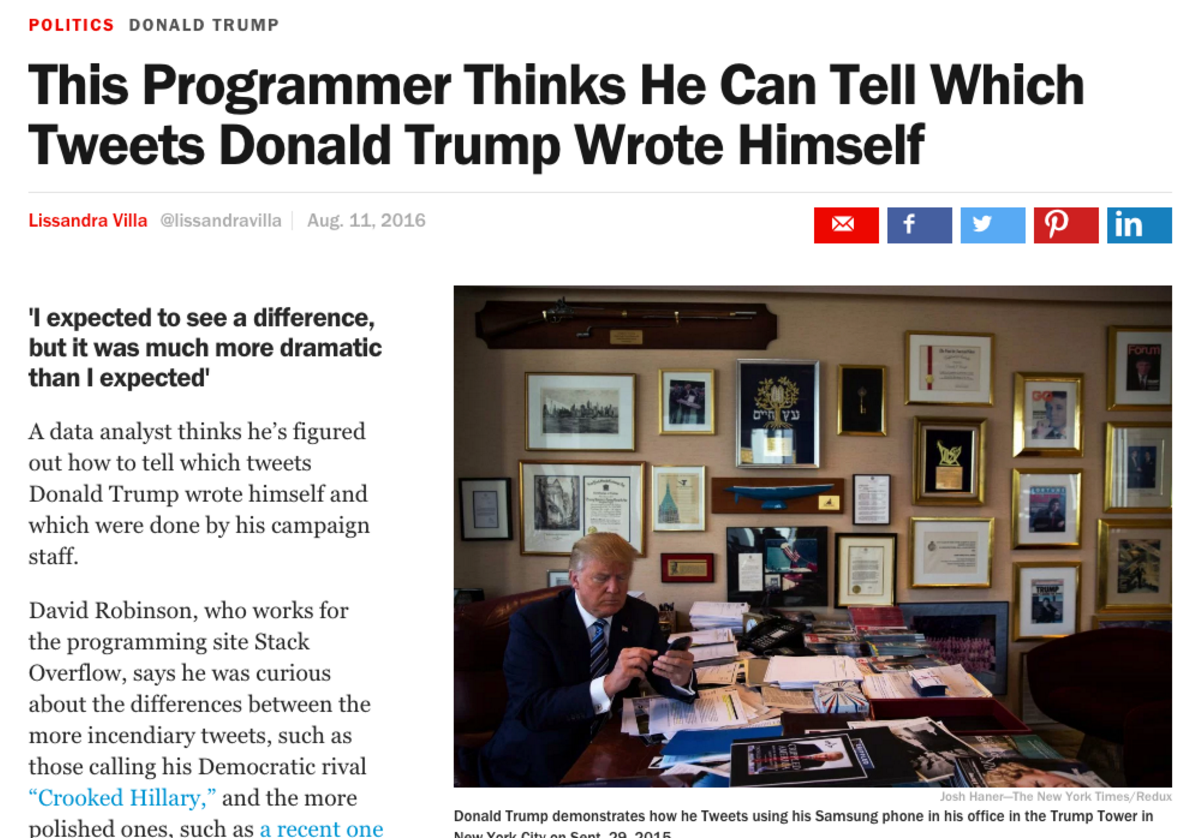 POLITICS DONALD TRUMP
This Programmer Thinks He Can Tell Which
Tweets Donald Trump Wrote Himself
Lissandra Villa @lissandravilla Aug. 11, 2016
'I expected to see a difference,
but it was much more dramatic
than I expected'
A data analyst thinks he’s figured
out how to tell which tweets
Donald Trump wrote himself and
which were done by his campaign
staff.
David Robinson, who works for
the programming site Stack
Overflow, says he was curious
about the differences between the
more incendiary tweets, such as
those calling his Democratic rival
“Crooked Hillary,” and the more
polished ones, such as a recent one
עץ חיים
Forum
GQ
TRUMP
Josh Haner—The New York Times/Redux
Donald Trump demonstrates how he Tweets using his Samsung phone in his office in the Trump Tower in
New York City on Sept. 29, 2015